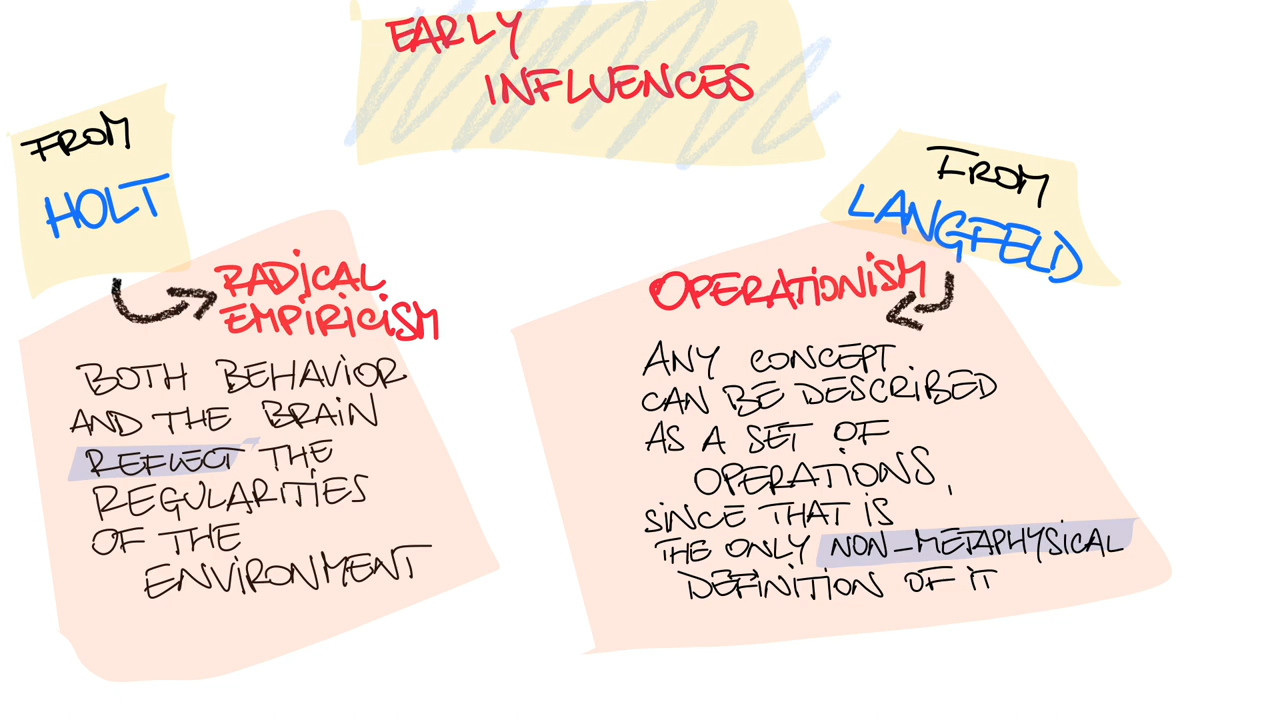 EARLY
INFLUENCES
FROM
HOLT
RADICAL
EMPIRICISM
BOTH BEHAVIOR
AND THE BRAIN
REFLECT THE
REGULARITIES
OF THE
ENVIRONMENT
FROM
LANGFELD
OPERATIONISM
ANY CONCEPT
CAN BE DESCRIBED
AS A SET OF
OPERATIONS,
SINCE THAT IS
THE ONLY NON-METAPHYSICAL
DEFINITION OF IT